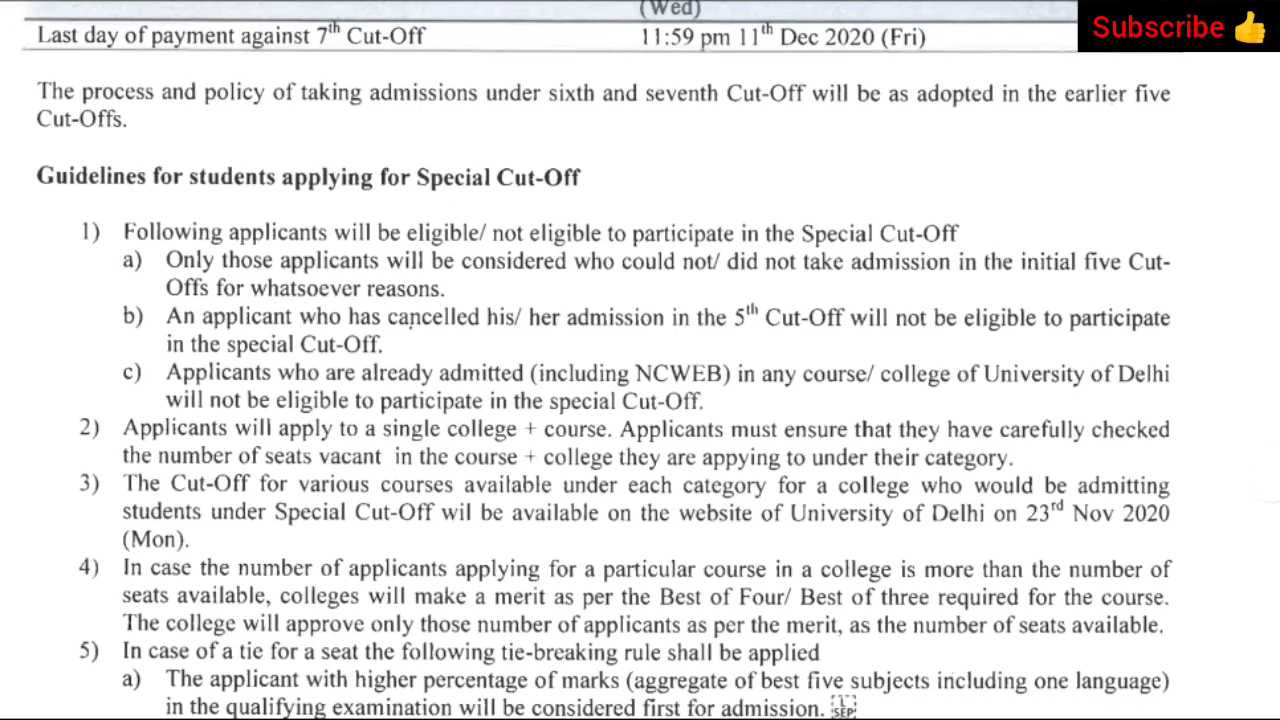 (Wed)
Subscribe
Last day of payment against 7th Cut-Off 11:59 pm 11th Dec 2020 (Fri)
The process and policy of taking admissions under sixth and seventh Cut-Off will be as adopted in the earlier five
Cut-Offs.
Guidelines for students applying for Special Cut-Off
1) Following applicants will be eligible/ not eligible to participate in the Special Cut-Off
a) Only those applicants will be considered who could not/ did not take admission in the initial five Cut-
Offs for whatsoever reasons.
b) An applicant who has cancelled his/ her admission in the 5th Cut-Off will not be eligible to participate
in the special Cut-Off.
c) Applicants who are already admitted (including NCWEB) in any course/ college of University of Delhi
will not be eligible to participate in the special Cut-Off.
2) Applicants will apply to a single college + course. Applicants must ensure that they have carefully checked
the number of seats vacant in the course + college they are appying to under their category.
3) The Cut-Off for various courses available under each category for a college who would be admitting
students under Special Cut-Off wil be available on the website of University of Delhi on 23rd Nov 2020
(Mon).
4) In case the number of applicants applying for a particular course in a college is more than the number of
seats available, colleges will make a merit as per the Best of Four/ Best of three required for the course.
The college will approve only those number of applicants as per the merit, as the number of seats available.
5) In case of a tie for a seat the following tie-breaking rule shall be applied
a) The applicant with higher percentage of marks (aggregate of best five subjects including one language)
in the qualifying examination will be considered first for admission. L SEP